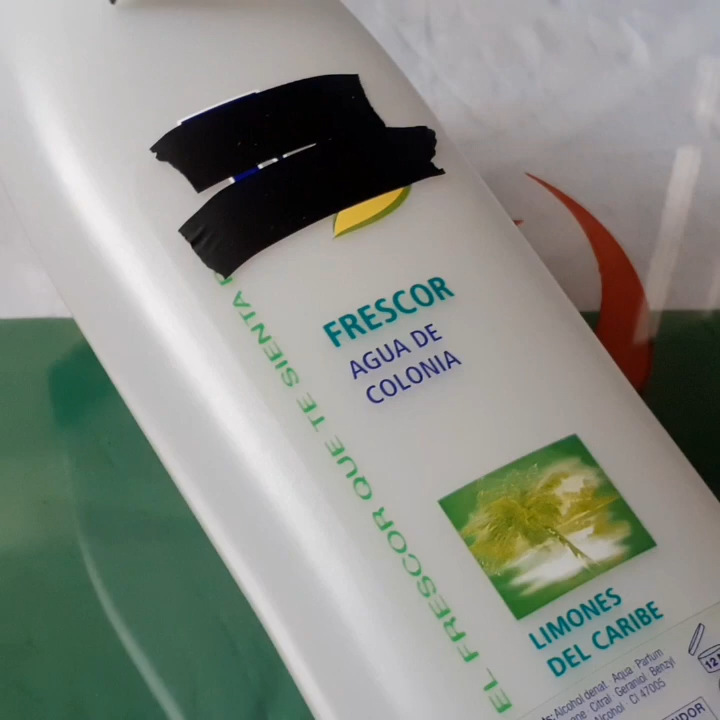 FRESCOR
AGUA DE
COLONIA
EL FRESCOR QUE TE SIENTA
LIMONES
DEL CARIBE
Alcohol denat. Aqua Parfum
Citral Geraniol Benzyl
Alcohol · CI 47005
12